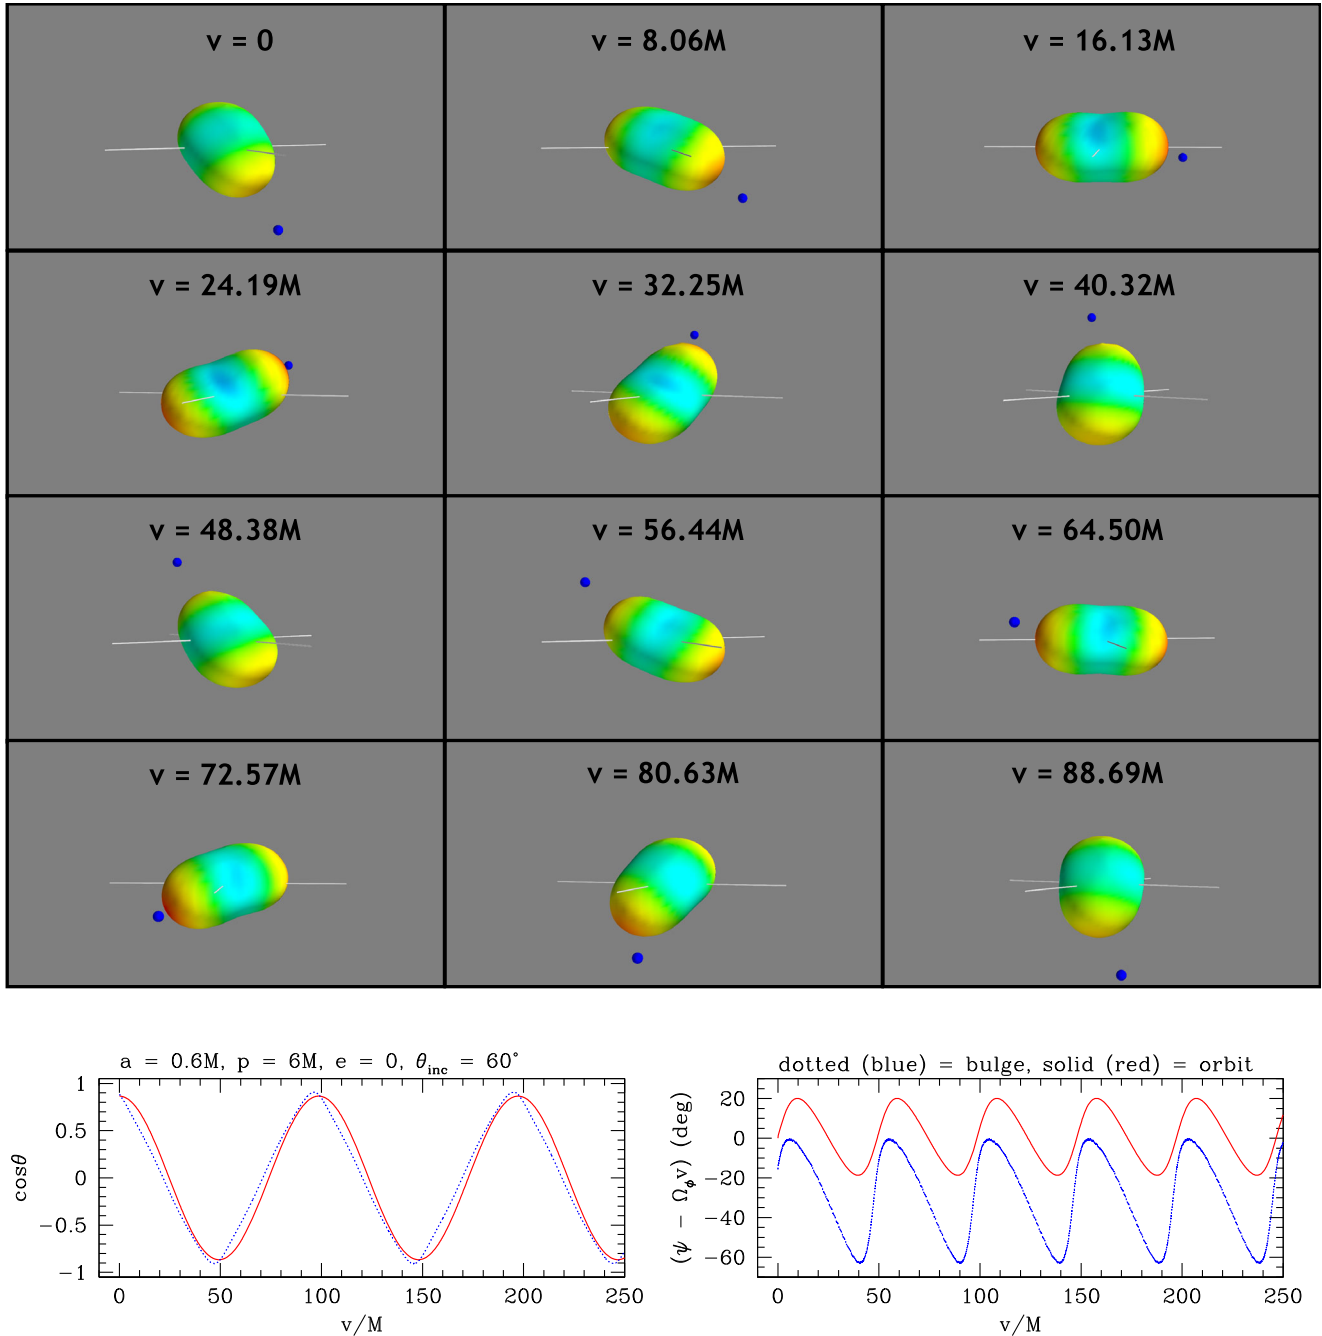 v = 0
v = 8.06M
v = 16.13M
v = 24.19M
v = 32.25M
v = 40.32M
v = 48.38M
v = 56.44M
v = 64.50M
v = 72.57M
v = 80.63M
v = 88.69M
a = 0.6M, p = 6M, e = 0, θ_inc = 60°
1
0.5
0
−0.5
−1
cosθ
0 50 100 150 200 250
v/M
dotted (blue) = bulge, solid (red) = orbit
20
0
−20
−40
−60
(ψ − Ω_ϕ v) (deg)
0 50 100 150 200 250
v/M